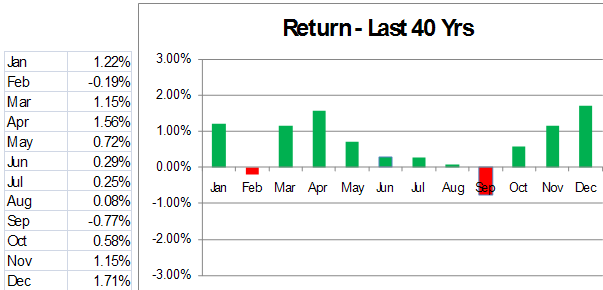 Return - Last 40 Yrs
Jan 1.22%
Feb -0.19%
Mar 1.15%
Apr 1.56%
May 0.72%
Jun 0.29%
Jul 0.25%
Aug 0.08%
Sep -0.77%
Oct 0.58%
Nov 1.15%
Dec 1.71%
3.00%
2.00%
1.00%
0.00%
-1.00%
-2.00%
-3.00%
Jan Feb Mar Apr May Jun Jul Aug Sep Oct Nov Dec